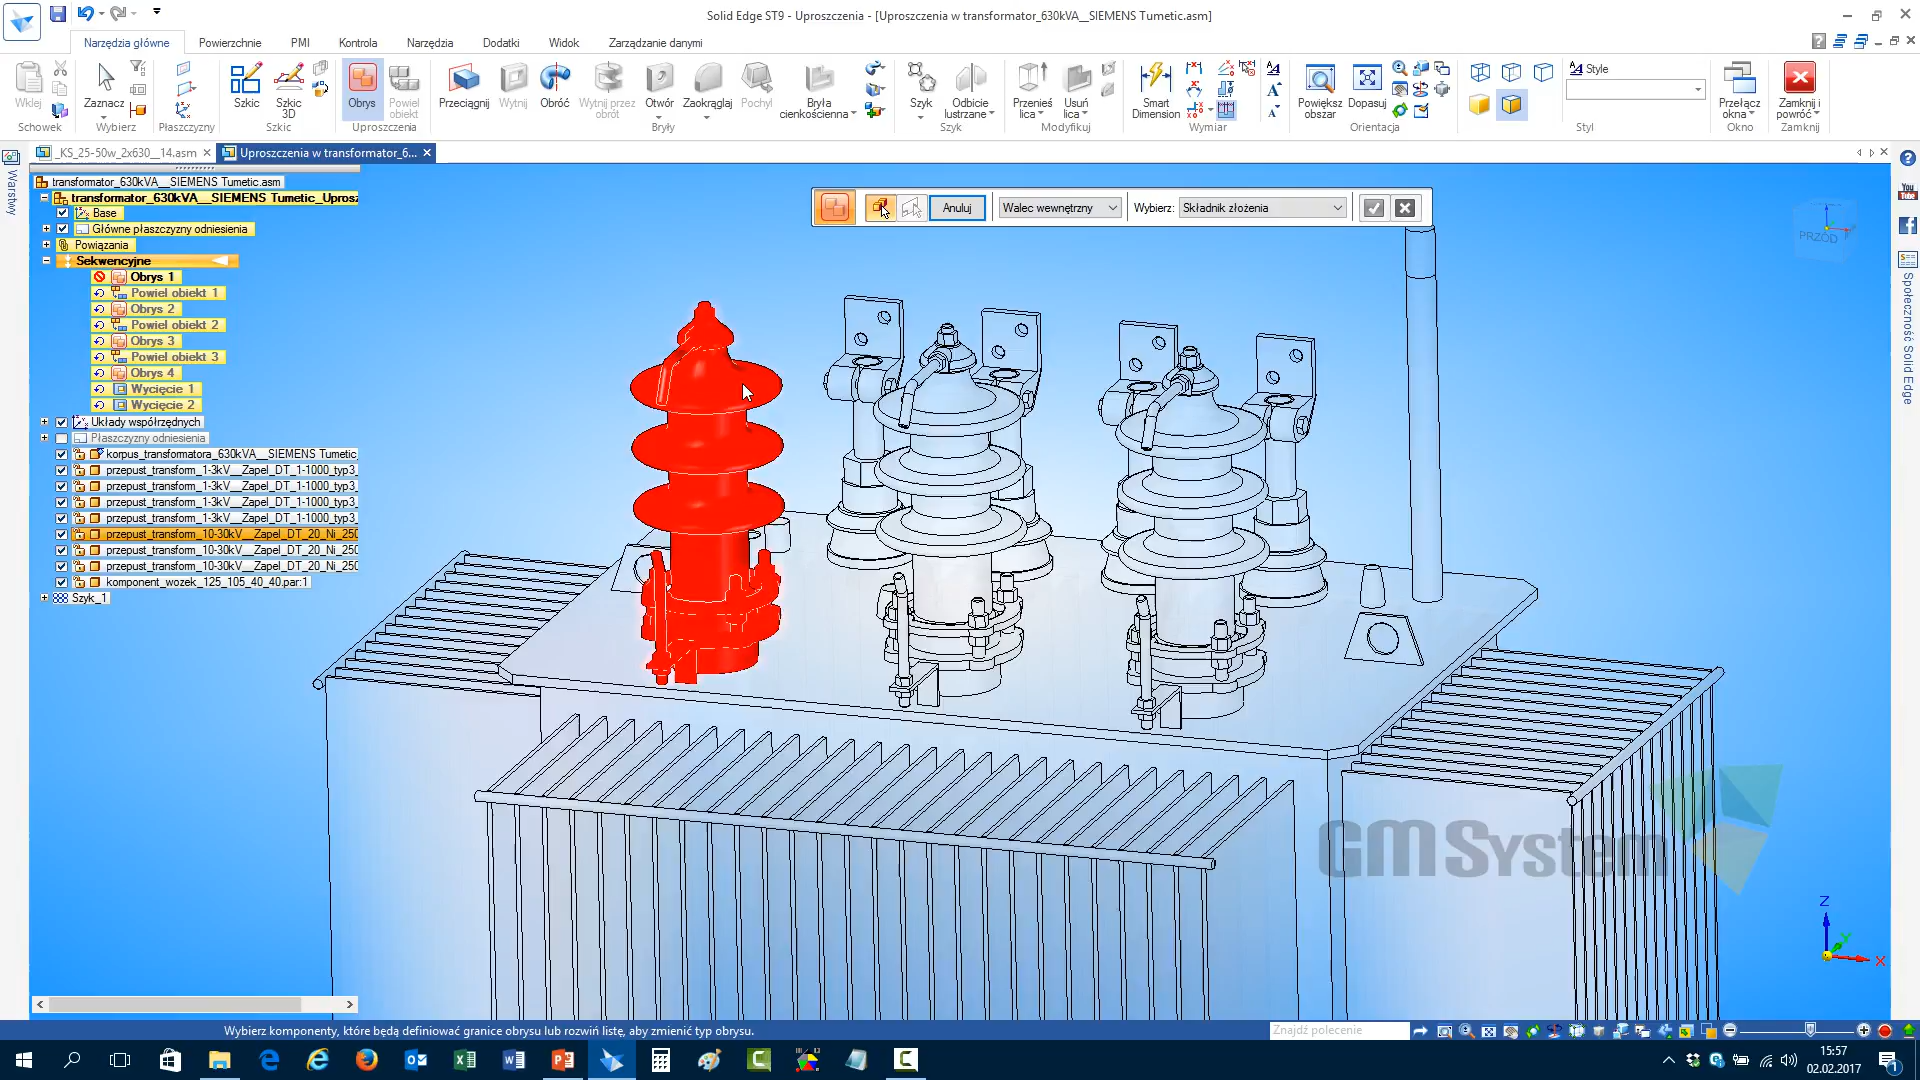 Solid Edge ST9 - Uproszczenia - [Uproszczenia w transformator_630kVA__SIEMENS Tumetic.asm]
Narzędzia główne
Powierzchnie
PMI
Kontrola
Narzędzia
Dodatki
Widok
Zarządzanie danymi
Wklej
Schowek
Zaznacz
Wybierz
Płaszczyzny
Szkic
Szkic 3D
Szkic
Obrys
Powiel obiekt
Uproszczenia
Przeciągnij
Wytnij
Obróć
Wytnij przez obrót
Otwór
Zaokrąglaj
Pochyl
Bryła cienkościenna
Bryły
Szyk
Odbicie lustrzane
Szyk
Przenieś lica
Usuń lica
Modyfikuj
Smart Dimension
Wymiar
Powiększ obszar
Dopasuj
Orientacja
Style
Styl
Przełącz okna
Okno
Zamknij i powróć
Zamknij
_KS_25-50w_2x630__14.asm
Uproszczenia w transformator_6...
Warstwy
transformator_630kVA__SIEMENS Tumetic.asm
transformator_630kVA__SIEMENS Tumetic_Uprosz
Base
Główne płaszczyzny odniesienia
Powiązania
Sekwencyjne
Obrys 1
Powiel obiekt 1
Obrys 2
Powiel obiekt 2
Obrys 3
Powiel obiekt 3
Obrys 4
Wycięcie 1
Wycięcie 2
Układy współrzędnych
Płaszczyzny odniesienia
korpus_transformatora_630kVA__SIEMENS Tumetic.
przepust_transform_1-3kV__Zapel_DT_1-1000_typ3_
przepust_transform_1-3kV__Zapel_DT_1-1000_typ3_
przepust_transform_1-3kV__Zapel_DT_1-1000_typ3_
przepust_transform_1-3kV__Zapel_DT_1-1000_typ3_
przepust_transform_10-30kV__Zapel_DT_20_Ni_250
przepust_transform_10-30kV__Zapel_DT_20_Ni_250
przepust_transform_10-30kV__Zapel_DT_20_Ni_250
komponent_wozek_125_105_40_40.par:1
Szyk_1
Anuluj
Walec wewnętrzny
Wybierz:
Składnik złożenia
PRZÓD
You
Społeczność Solid Edge
GM System
Z
Y
X
Wybierz komponenty, które będą definiować granice obrysu lub rozwiń listę, aby zmienić typ obrysu.
Znajdź polecenie
15:57
02.02.2017